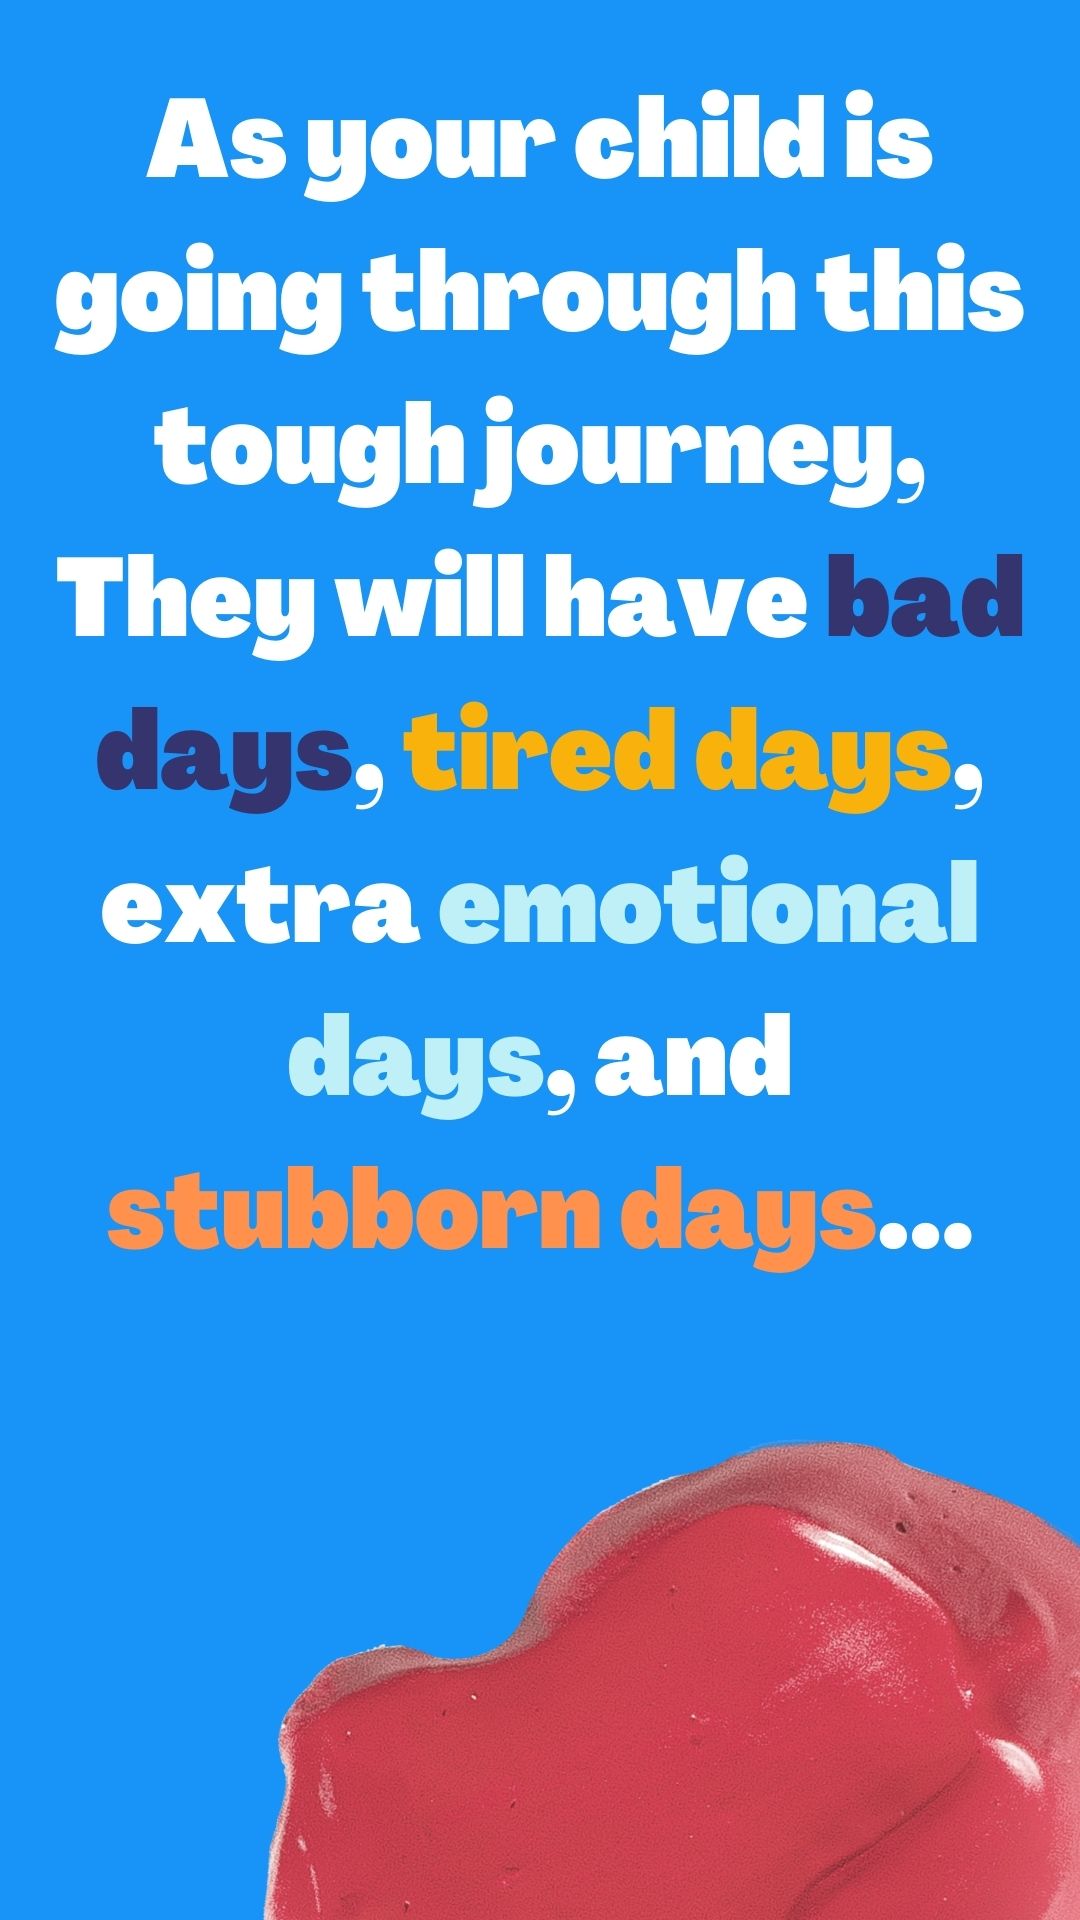 As your child is
going through this
tough journey,
They will have bad
days, tired days,
extra emotional
days, and
stubborn days...